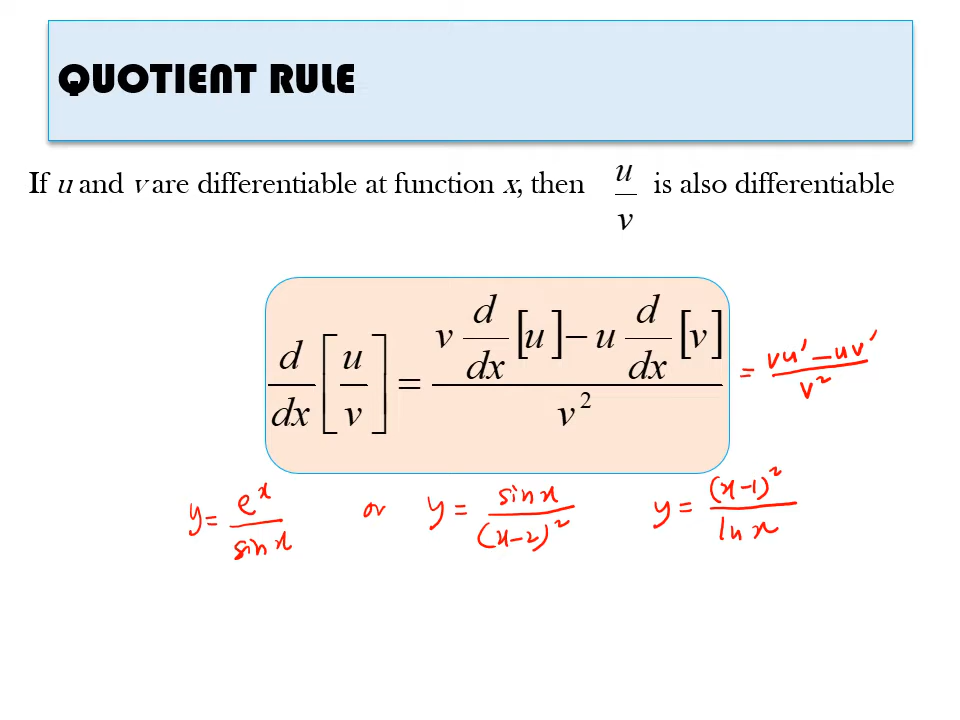 QUOTIENT RULE
If u and v are differentiable at function x, then u/v is also differentiable
d/dx [u/v] = (v d/dx [u] − u d/dx [v]) / v² = (vu' − uv') / v²
y = e^x / sin x or y = sin x / (x−2)² y = (x−1)² / ln x